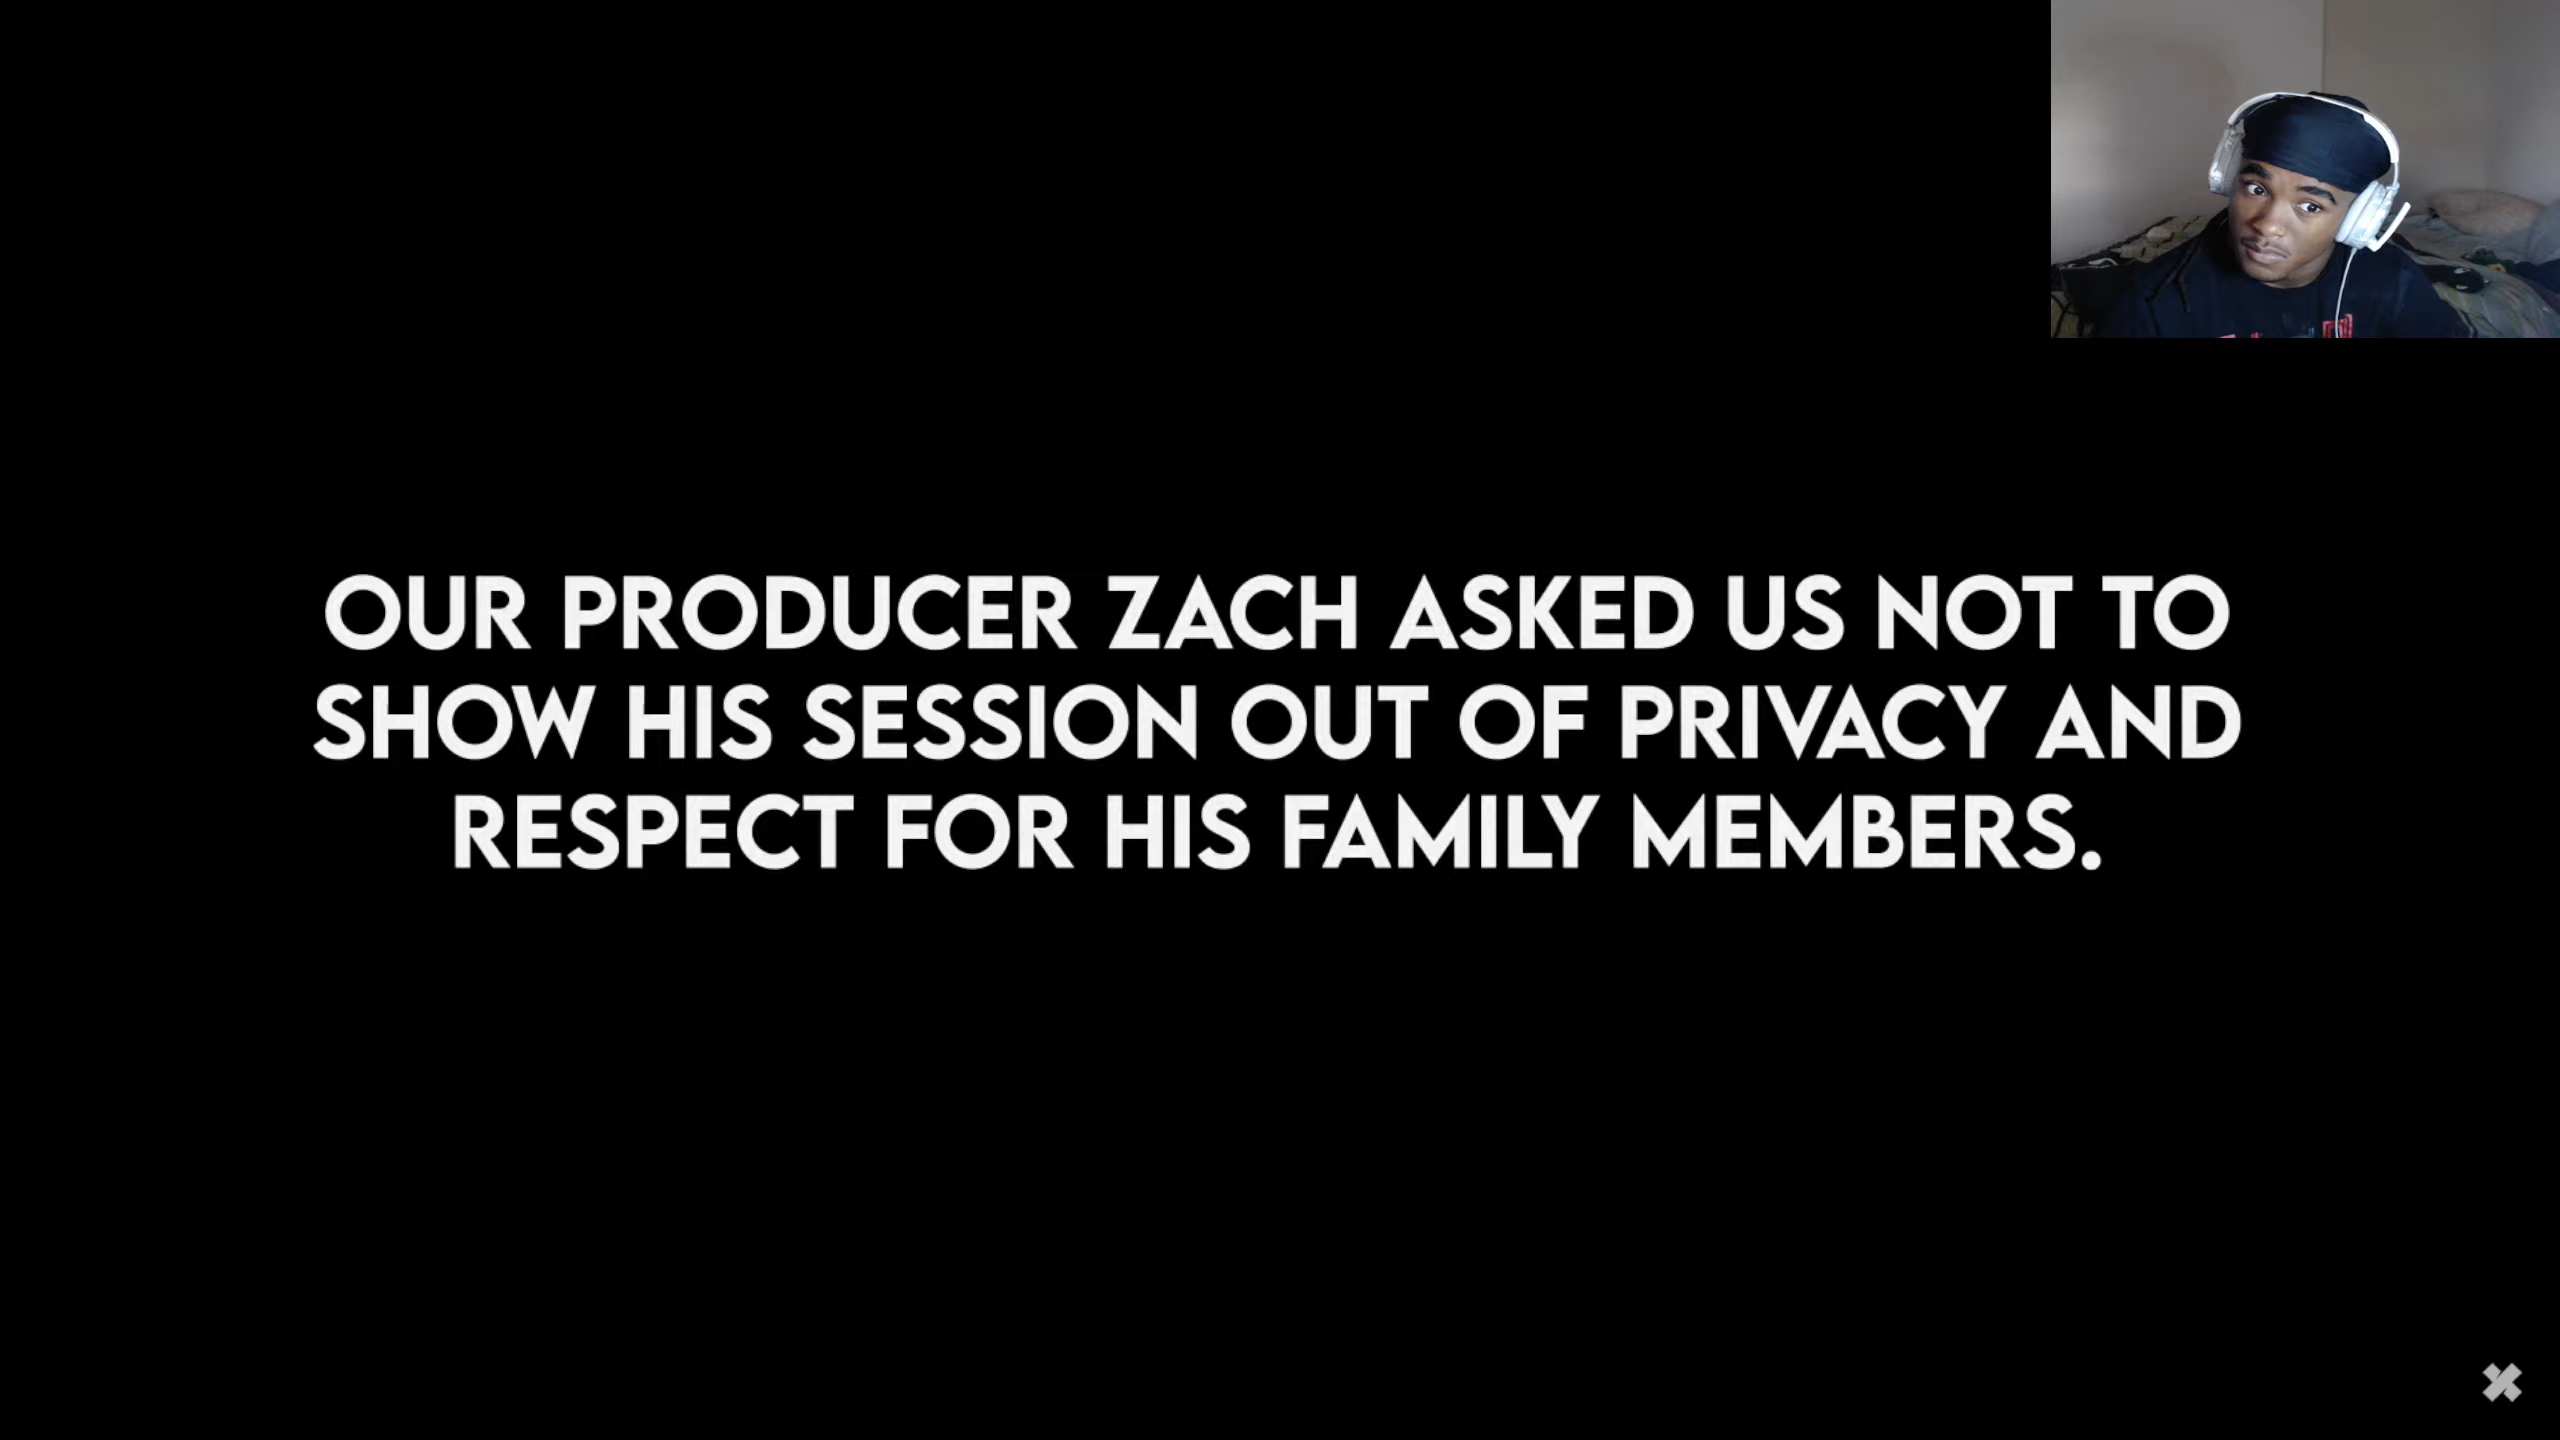 OUR PRODUCER ZACH ASKED US NOT TO
SHOW HIS SESSION OUT OF PRIVACY AND
RESPECT FOR HIS FAMILY MEMBERS.